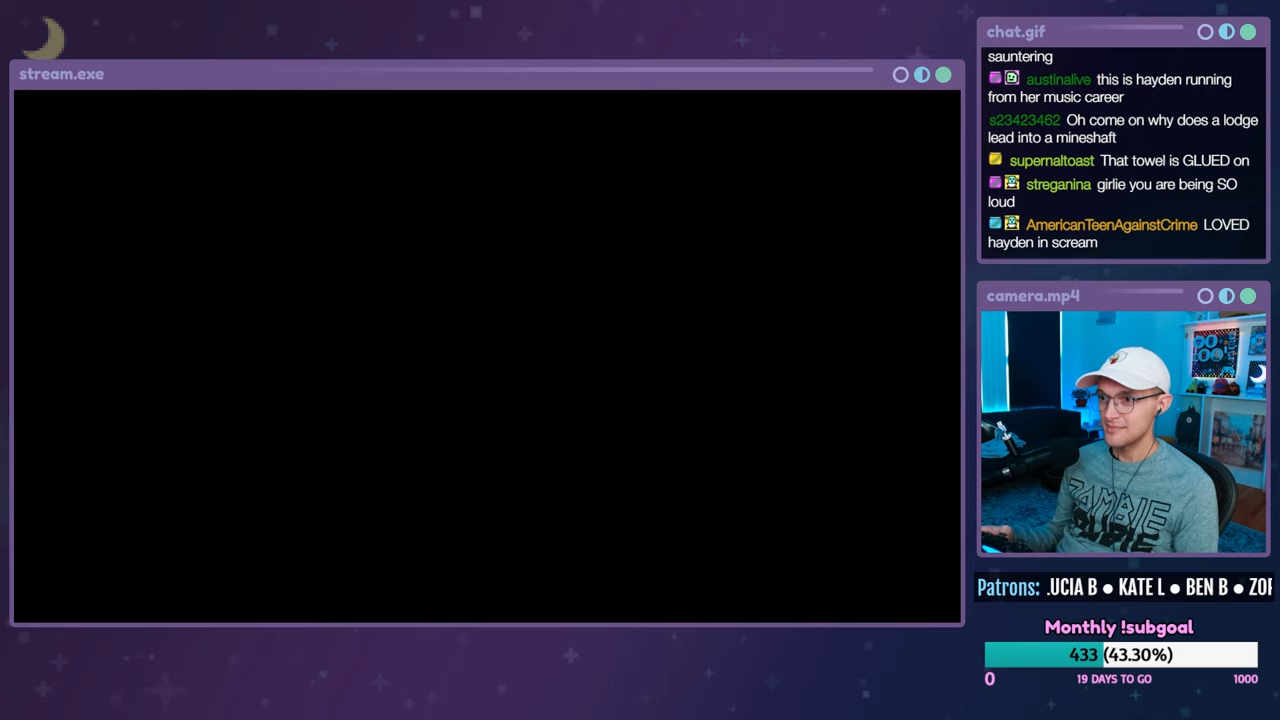 stream.exe
chat.gif
sauntering
austinalive this is hayden running
from her music career
s23423462 Oh come on why does a lodge
lead into a mineshaft
supernaltoast That towel is GLUED on
streganina girlie you are being SO
loud
AmericanTeenAgainstCrime LOVED
hayden in scream
camera.mp4
ZOMBIE
Patrons: .UCIA B ● KATE L ● BEN B ●
Monthly !subgoal
433 (43.30%)
0 19 DAYS TO GO 1000